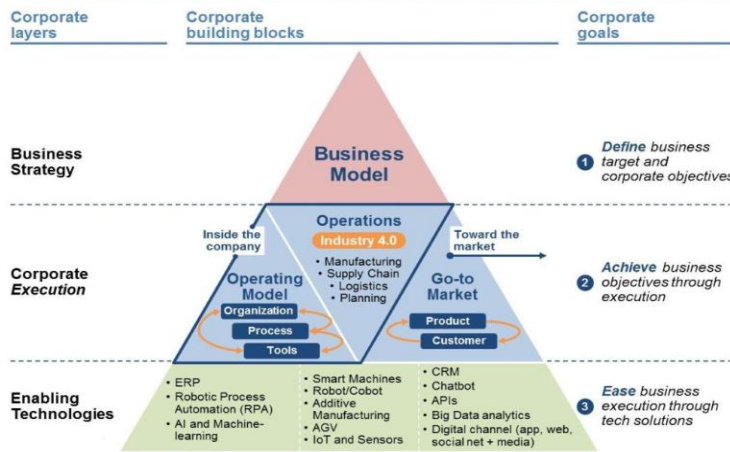 Corporate
layers
Corporate
building blocks
Corporate
goals
Business
Strategy
Business
Model
1
Define business
target and
corporate objectives
Corporate
Execution
Inside the
company
Operations
Industry 4.0
• Manufacturing
• Supply Chain
• Logistics
• Planning
Toward the
market
Operating
Model
Organization
Process
Tools
Go-to
Market
Product
Customer
2
Achieve business
objectives through
execution
Enabling
Technologies
• ERP
• Robotic Process
Automation (RPA)
• AI and Machine-
learning
• Smart Machines
• Robot/Cobot
• Additive
Manufacturing
• AGV
• IoT and Sensors
• CRM
• Chatbot
• APIs
• Big Data analytics
• Digital channel (app, web,
social net + media)
3
Ease business
execution through
tech solutions